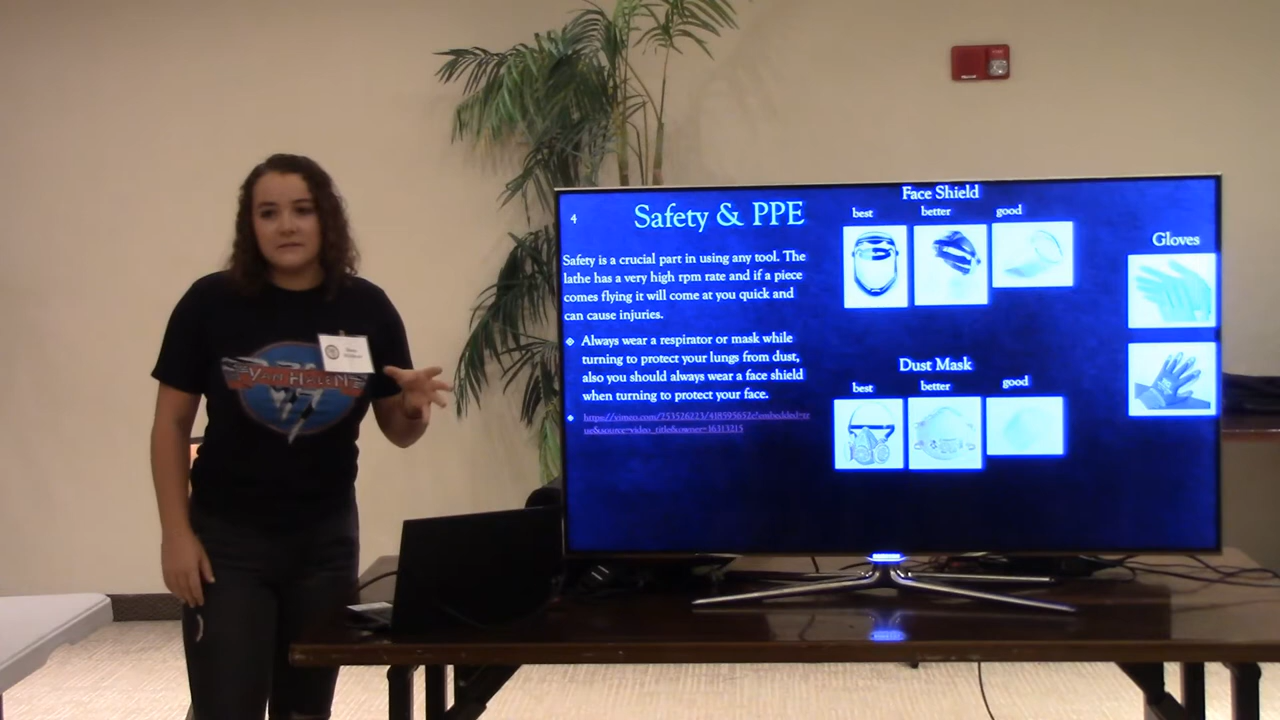 4
Safety & PPE
Safety is a crucial part in using any tool. The
lathe has a very high rpm rate and if a piece
comes flying it will come at you quick and
can cause injuries.
Always wear a respirator or mask while
turning to protect your lungs from dust,
also you should always wear a face shield
when turning to protect your face.
Face Shield
best better good
Gloves
Dust Mask
best better good
VAN HALEN